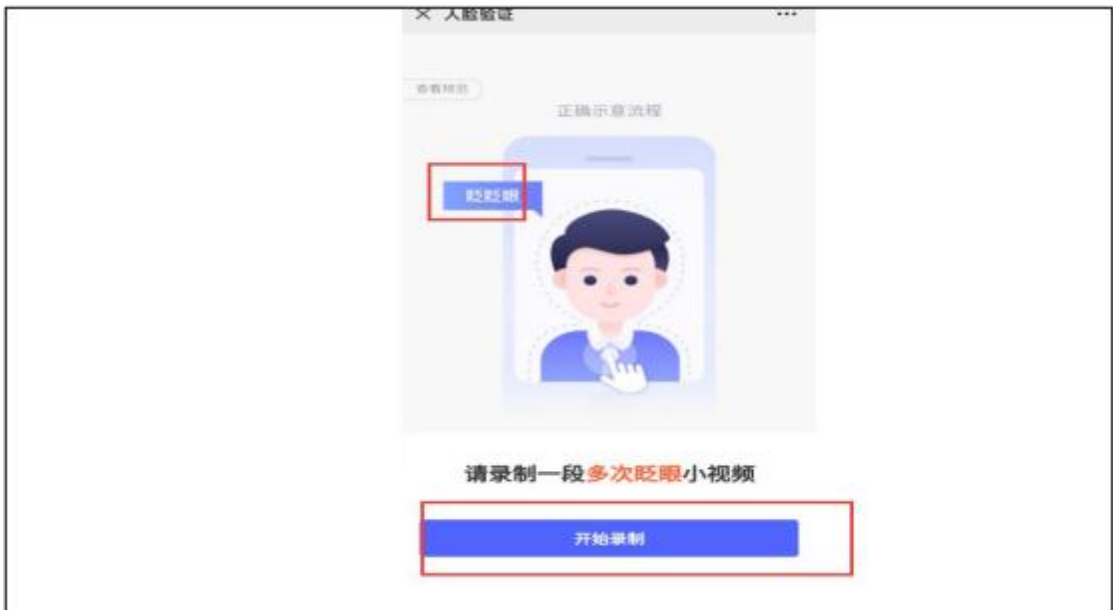 人脸验证
正确示意流程
眨眨眼
请录制一段多次眨眼小视频
开始录制